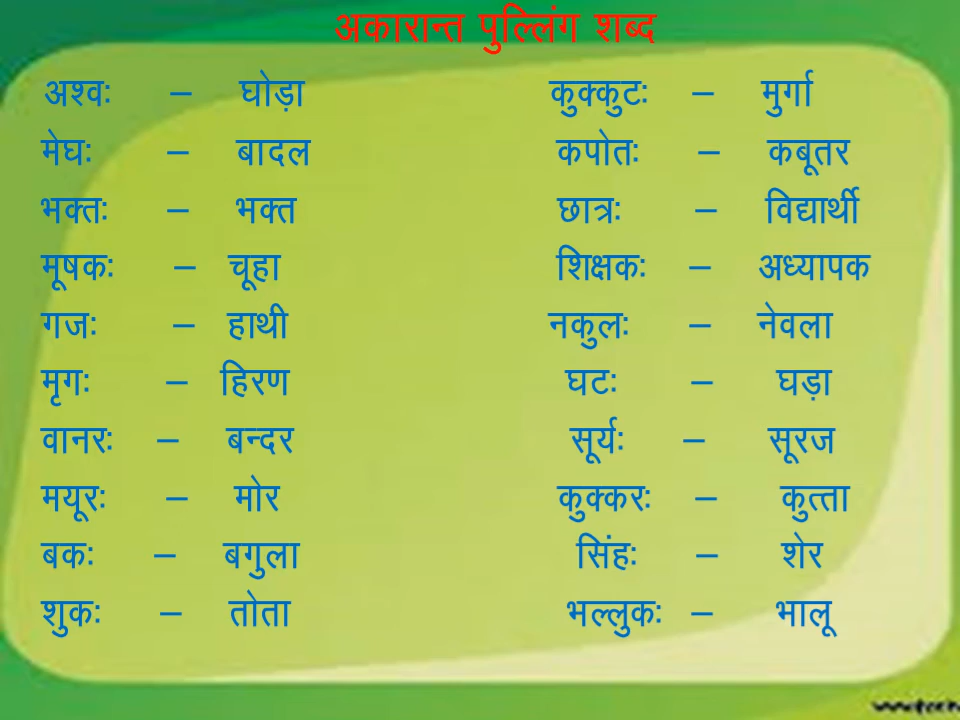 अकारान्त पुल्लिंग शब्द
अश्वः – घोड़ा कुक्कुटः – मुर्गा
मेघः – बादल कपोतः – कबूतर
भक्तः – भक्त छात्रः – विद्यार्थी
मूषकः – चूहा शिक्षकः – अध्यापक
गजः – हाथी नकुलः – नेवला
मृगः – हिरण घटः – घड़ा
वानरः – बन्दर सूर्यः – सूरज
मयूरः – मोर कुक्करः – कुत्ता
बकः – बगुला सिंहः – शेर
शुकः – तोता भल्लुकः – भालू